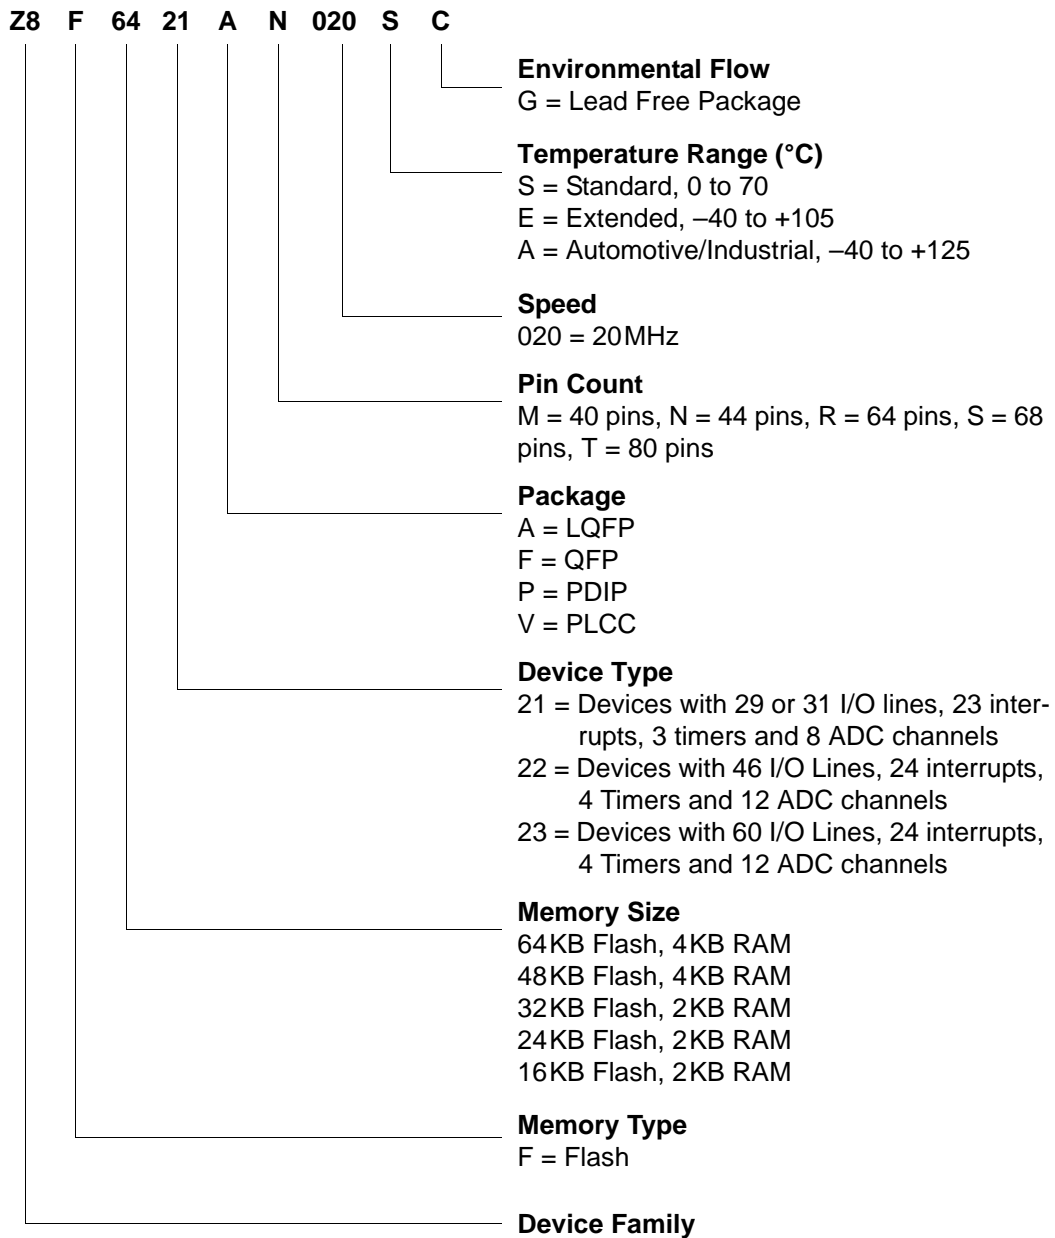 Z8 F 64 21 A N 020 S C
Environmental Flow
G = Lead Free Package
Temperature Range (°C)
S = Standard, 0 to 70
E = Extended, –40 to +105
A = Automotive/Industrial, –40 to +125
Speed
020 = 20MHz
Pin Count
M = 40 pins, N = 44 pins, R = 64 pins, S = 68
pins, T = 80 pins
Package
A = LQFP
F = QFP
P = PDIP
V = PLCC
Device Type
21 = Devices with 29 or 31 I/O lines, 23 inter-
rupts, 3 timers and 8 ADC channels
22 = Devices with 46 I/O Lines, 24 interrupts,
4 Timers and 12 ADC channels
23 = Devices with 60 I/O Lines, 24 interrupts,
4 Timers and 12 ADC channels
Memory Size
64KB Flash, 4KB RAM
48KB Flash, 4KB RAM
32KB Flash, 2KB RAM
24KB Flash, 2KB RAM
16KB Flash, 2KB RAM
Memory Type
F = Flash
Device Family